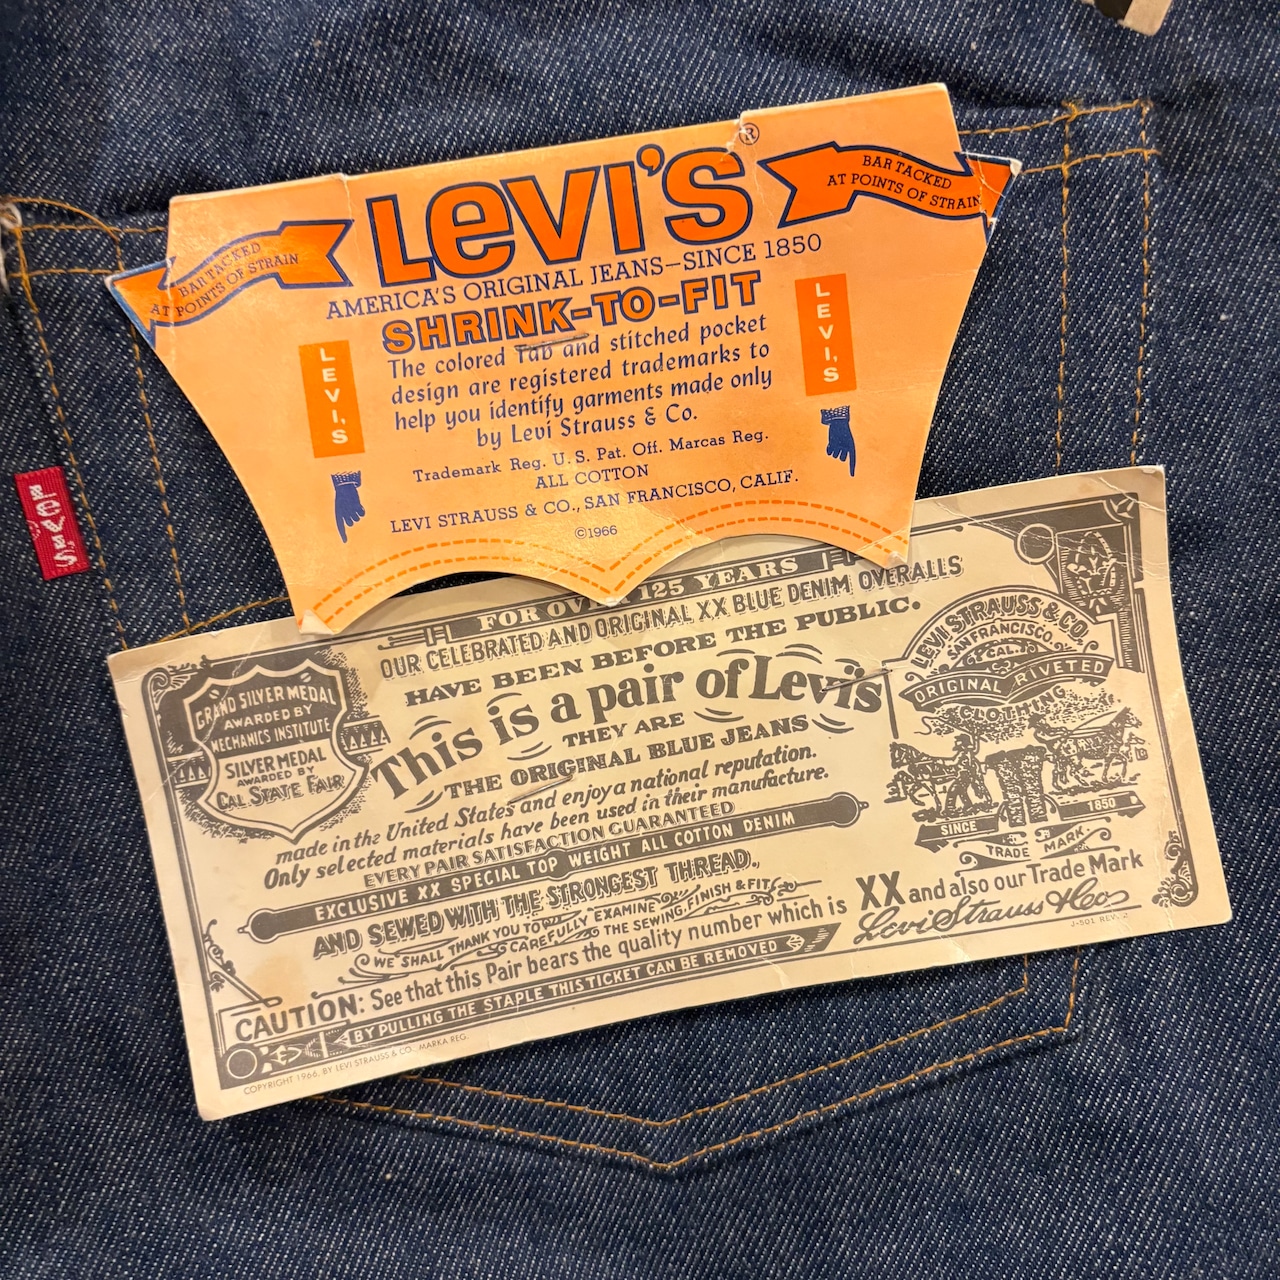 LEVI'S®
BAR TACKED
AT POINTS OF STRAIN
BAR TACKED
AT POINTS OF STRAIN
AMERICA'S ORIGINAL JEANS-SINCE 1850
SHRINK-TO-FIT
The colored Tab and stitched pocket
design are registered trademarks to
help you identify garments made only
by Levi Strauss & Co.
LEVI'S
LEVI'S
Trademark Reg. U. S. Pat. Off. Marcas Reg.
ALL COTTON
LEVI STRAUSS & CO., SAN FRANCISCO, CALIF.
©1966
LEVI'S
FOR OVER 125 YEARS
OUR CELEBRATED AND ORIGINAL XX BLUE DENIM OVERALLS
HAVE BEEN BEFORE THE PUBLIC.
This is a pair of Levi's
THEY ARE
THE ORIGINAL BLUE JEANS
made in the United States and enjoy a national reputation.
Only selected materials have been used in their manufacture.
EVERY PAIR SATISFACTION GUARANTEED
EXCLUSIVE XX SPECIAL TOP WEIGHT ALL COTTON DENIM
AND SEWED WITH THE STRONGEST THREAD.
WE SHALL THANK YOU TO CAREFULLY EXAMINE THE SEWING, FINISH & FIT
CAUTION: See that this Pair bears the quality number which is XX and also our Trade Mark
BY PULLING THE STAPLE THIS TICKET CAN BE REMOVED
Levi Strauss & Co
J-501 REV. 2
COPYRIGHT 1966, BY LEVI STRAUSS & CO. MARKA REG.
GRAND SILVER MEDAL
AWARDED BY
MECHANICS INSTITUTE
SILVER MEDAL
AWARDED BY
CAL STATE FAIR
LEVI STRAUSS & CO.
SAN FRANCISCO,
CAL.
ORIGINAL RIVETED
CLOTHING
SINCE 1850
TRADE MARK.